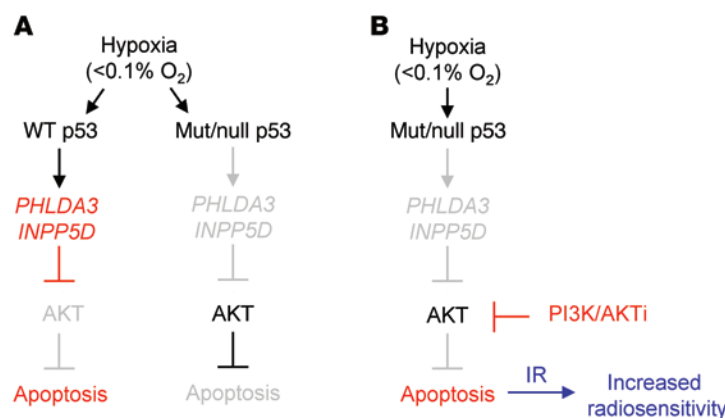 A
Hypoxia
(<0.1% O₂)
WT p53
Mut/null p53
PHLDA3
INPP5D
PHLDA3
INPP5D
AKT
AKT
Apoptosis
Apoptosis
B
Hypoxia
(<0.1% O₂)
Mut/null p53
PHLDA3
INPP5D
AKT
PI3K/AKTi
Apoptosis
IR
Increased
radiosensitivity